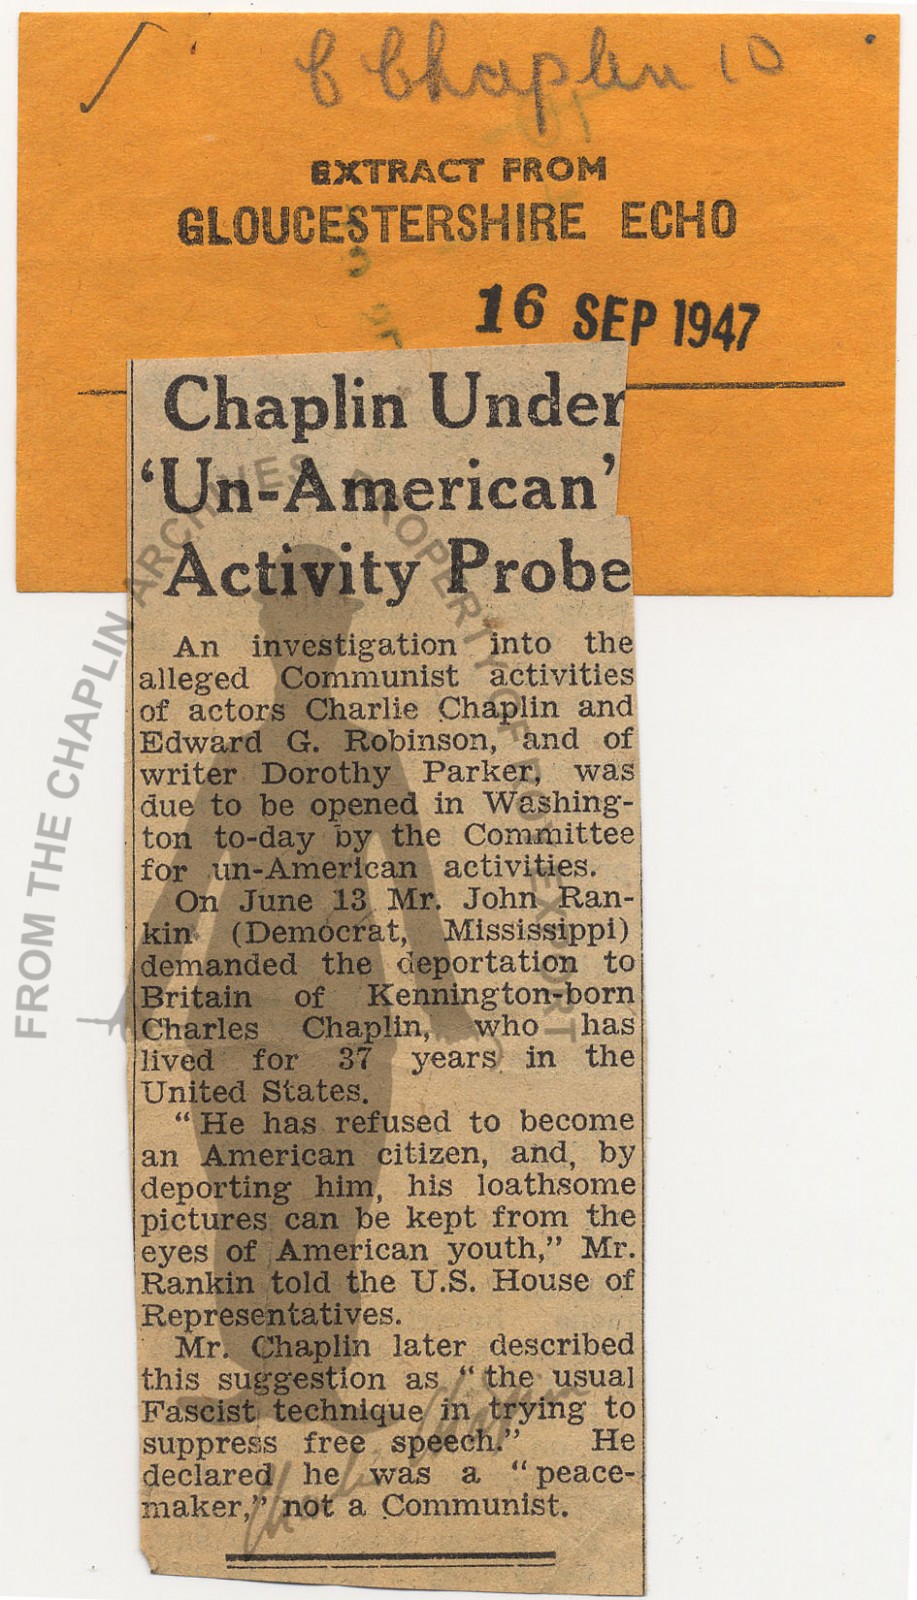 C Chaplin 10
EXTRACT FROM
GLOUCESTERSHIRE ECHO
16 SEP 1947
Chaplin Under
'Un-American'
Activity Probe
An investigation into the
alleged Communist activities
of actors Charlie Chaplin and
Edward G. Robinson, and of
writer Dorothy Parker, was
due to be opened in Washing-
ton to-day by the Committee
for un-American activities.
On June 13 Mr. John Ran-
kin (Democrat, Mississippi)
demanded the deportation to
Britain of Kennington-born
Charles Chaplin, who has
lived for 37 years in the
United States.
"He has refused to become
an American citizen, and, by
deporting him, his loathsome
pictures can be kept from the
eyes of American youth," Mr.
Rankin told the U.S. House of
Representatives.
Mr. Chaplin later described
this suggestion as "the usual
Fascist technique in trying to
suppress free speech." He
declared he was a "peace-
maker," not a Communist.
FROM THE CHAPLIN ARCHIVES PROPERTY OF ROY EXPORT
Charlie Chaplin